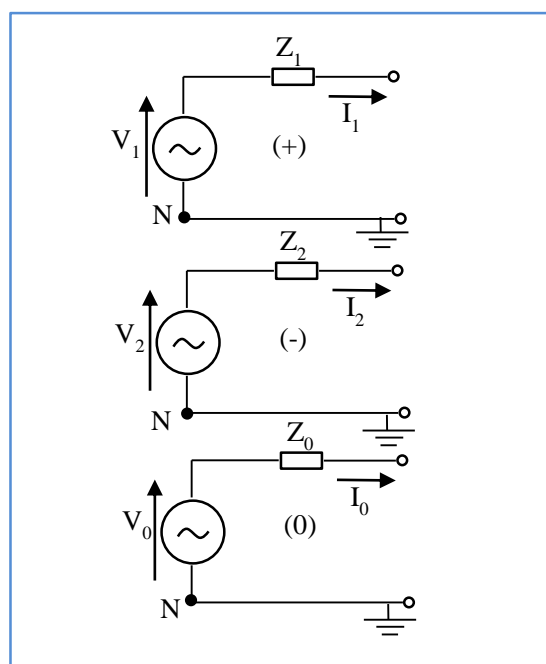 Z₁
I₁
V₁
(+)
N
Z₂
I₂
V₂
(-)
N
Z₀
I₀
V₀
(0)
N